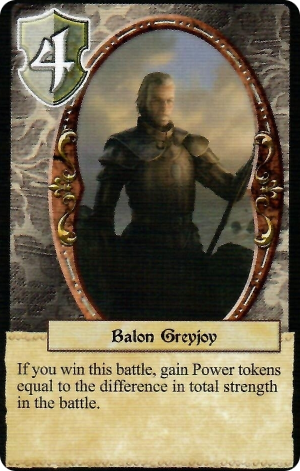 4
Balon Greyjoy
If you win this battle, gain Power tokens
equal to the difference in total strength
in the battle.